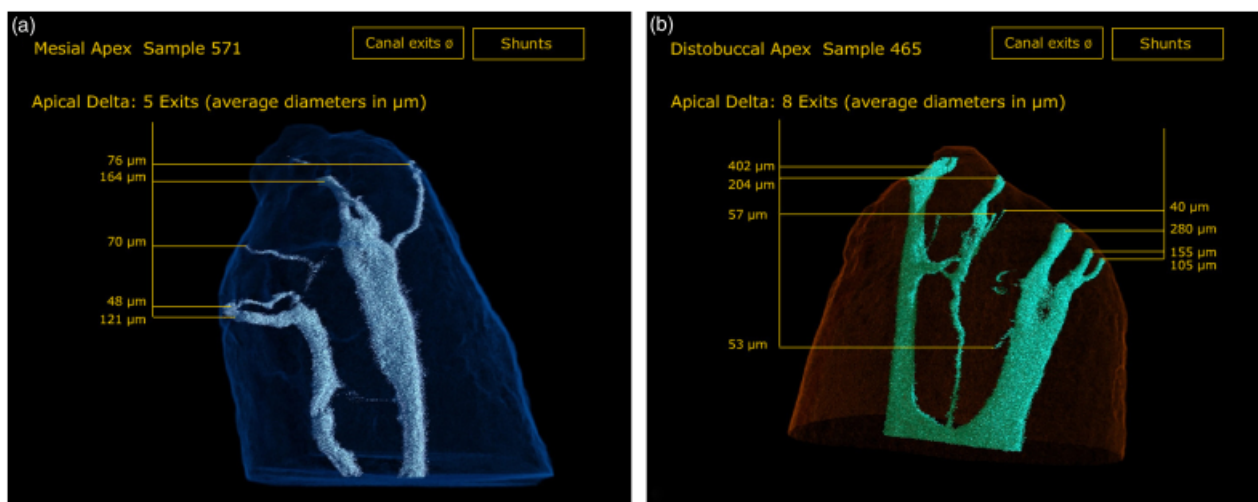 (a)
Mesial Apex Sample 571
Canal exits ø
Shunts
Apical Delta: 5 Exits (average diameters in µm)
76 µm
164 µm
70 µm
48 µm
121 µm
(b)
Distobuccal Apex Sample 465
Canal exits ø
Shunts
Apical Delta: 8 Exits (average diameters in µm)
402 µm
204 µm
57 µm
53 µm
40 µm
280 µm
155 µm
105 µm